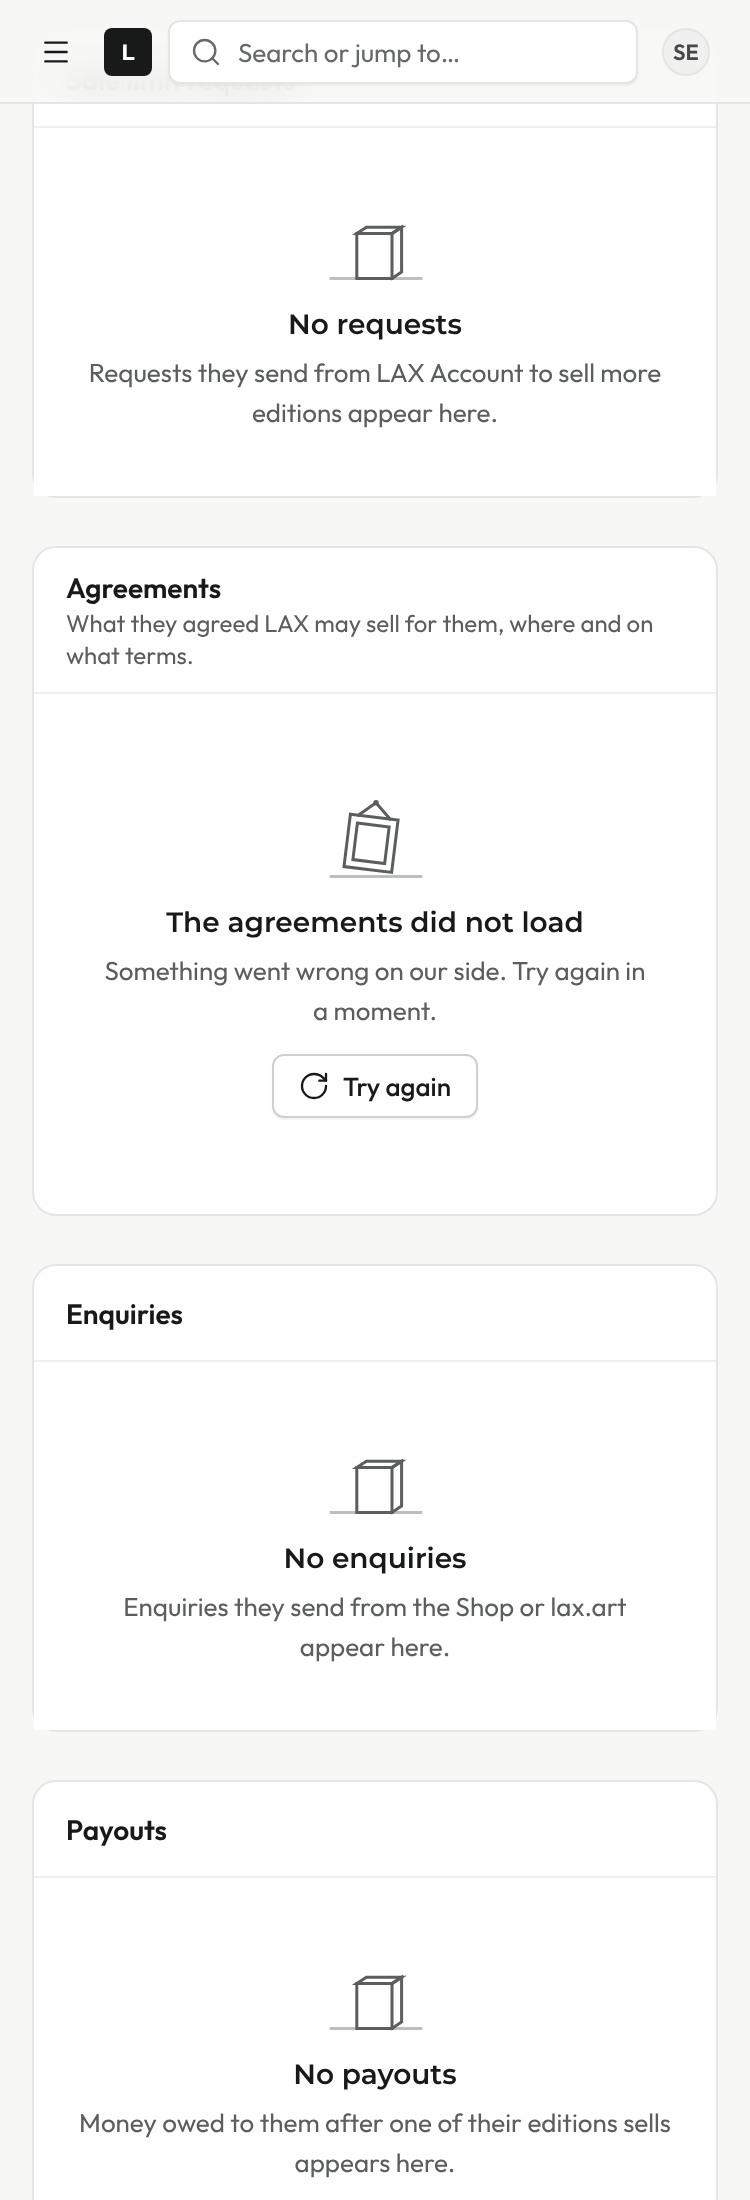 L
Search or jump to...
SE
Sale limit requests
No requests
Requests they send from LAX Account to sell more
editions appear here.
Agreements
What they agreed LAX may sell for them, where and on
what terms.
The agreements did not load
Something went wrong on our side. Try again in
a moment.
Try again
Enquiries
No enquiries
Enquiries they send from the Shop or lax.art
appear here.
Payouts
No payouts
Money owed to them after one of their editions sells
appears here.